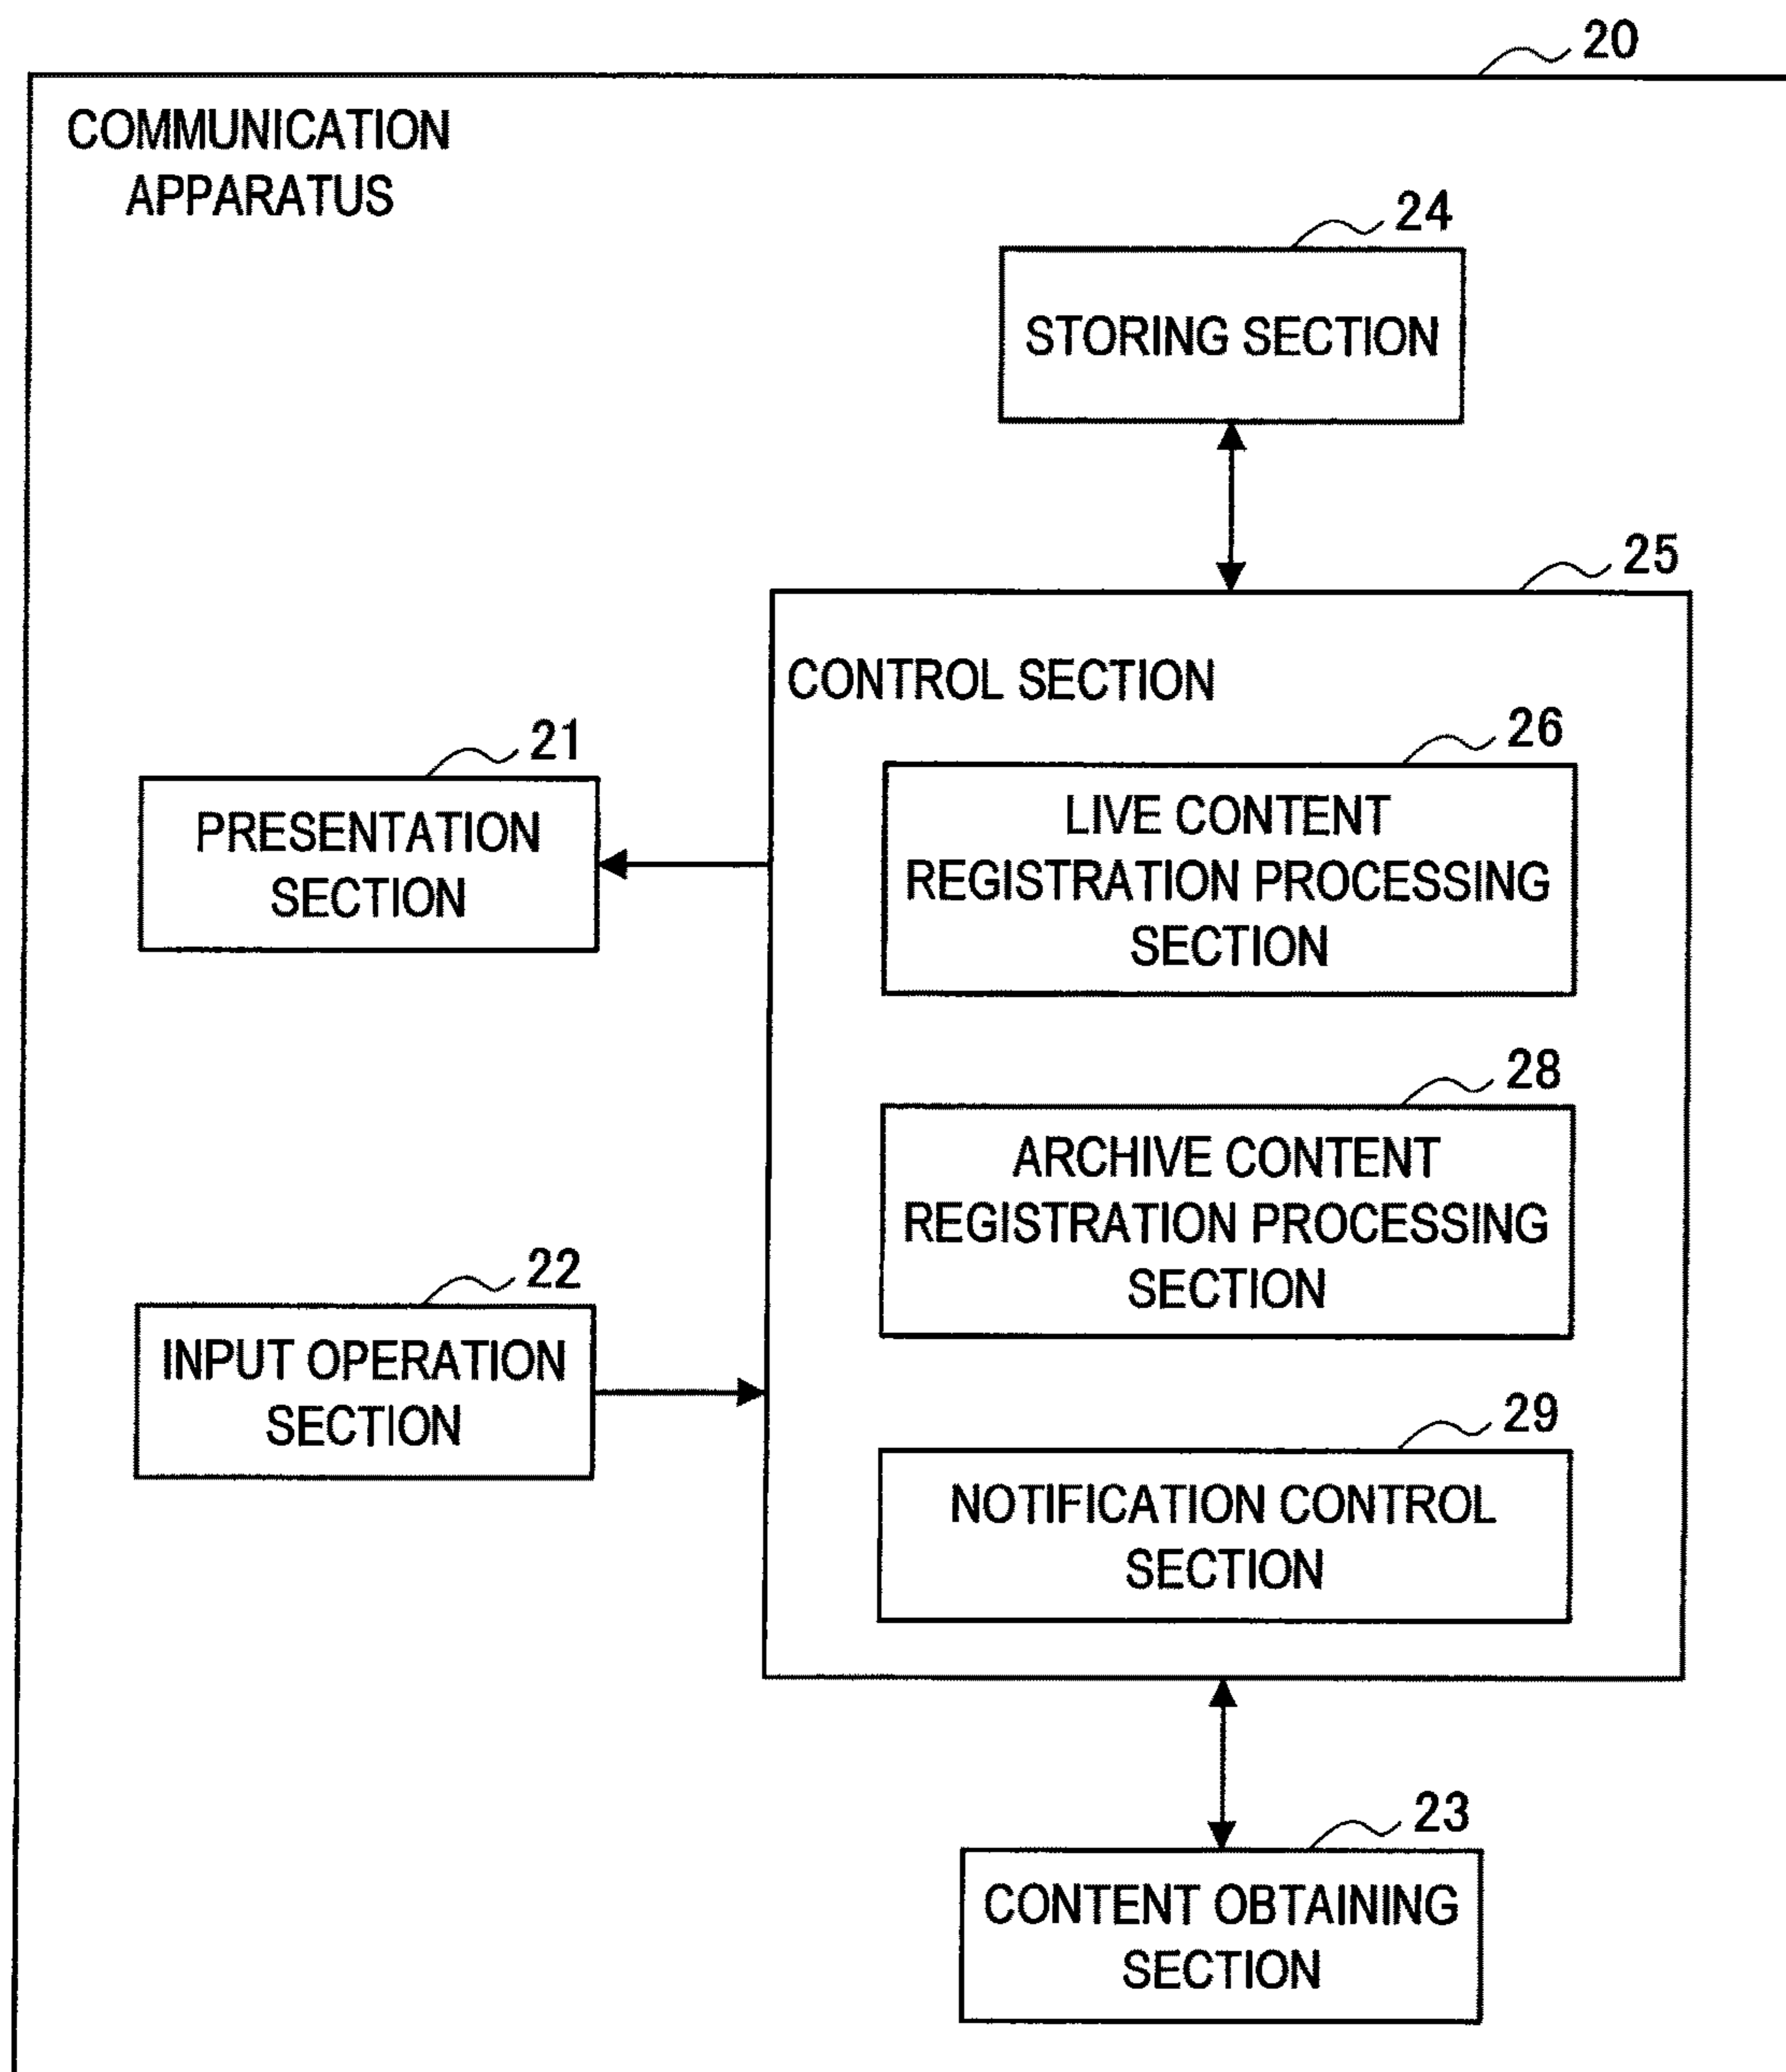 20
COMMUNICATION
APPARATUS
24
STORING SECTION
25
CONTROL SECTION
21
PRESENTATION
SECTION
26
LIVE CONTENT
REGISTRATION PROCESSING
SECTION
28
ARCHIVE CONTENT
REGISTRATION PROCESSING
SECTION
22
INPUT OPERATION
SECTION
29
NOTIFICATION CONTROL
SECTION
23
CONTENT OBTAINING
SECTION